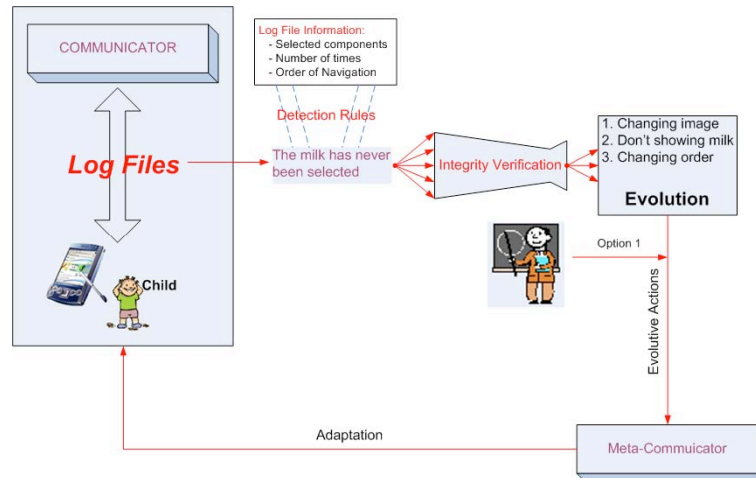 COMMUNICATOR
Log Files
Child
Log File Information:
- Selected components
- Number of times
- Order of Navigation
Detection Rules
The milk has never
been selected
Integrity Verification
1. Changing image
2. Don't showing milk
3. Changing order
Evolution
Option 1
Evolutive Actions
Adaptation
Meta-Commuicator